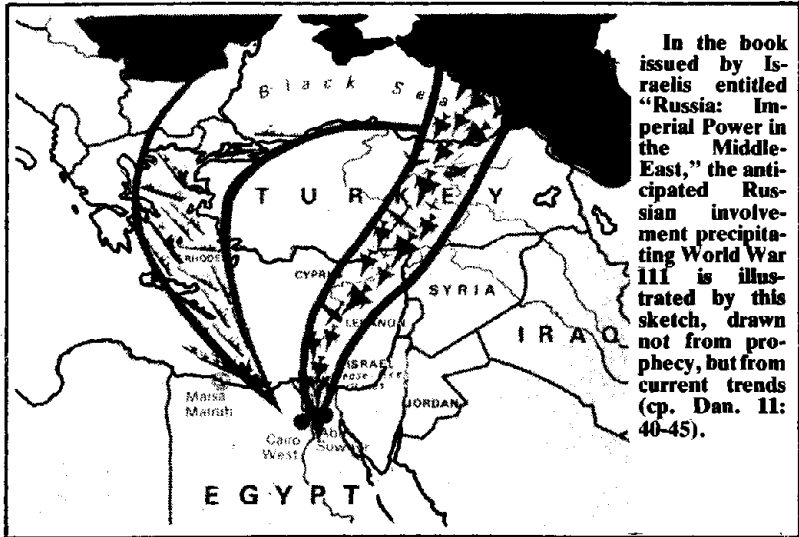 Black Sea
TURKEY
RHODES
CYPRUS
SYRIA
LEBANON
IRAQ
ISRAEL
JORDAN
Marsa
Matruh
Cairo
West
Abu
Suweir
EGYPT
In the book
issued by Is-
raelis entitled
“Russia: Im-
perial Power in
the Middle-
East,” the anti-
cipated Rus-
sian involve-
ment precipita-
ting World War
111 is illus-
trated by this
sketch, drawn
not from pro-
phecy, but from
current trends
(cp. Dan. 11:
40-45).